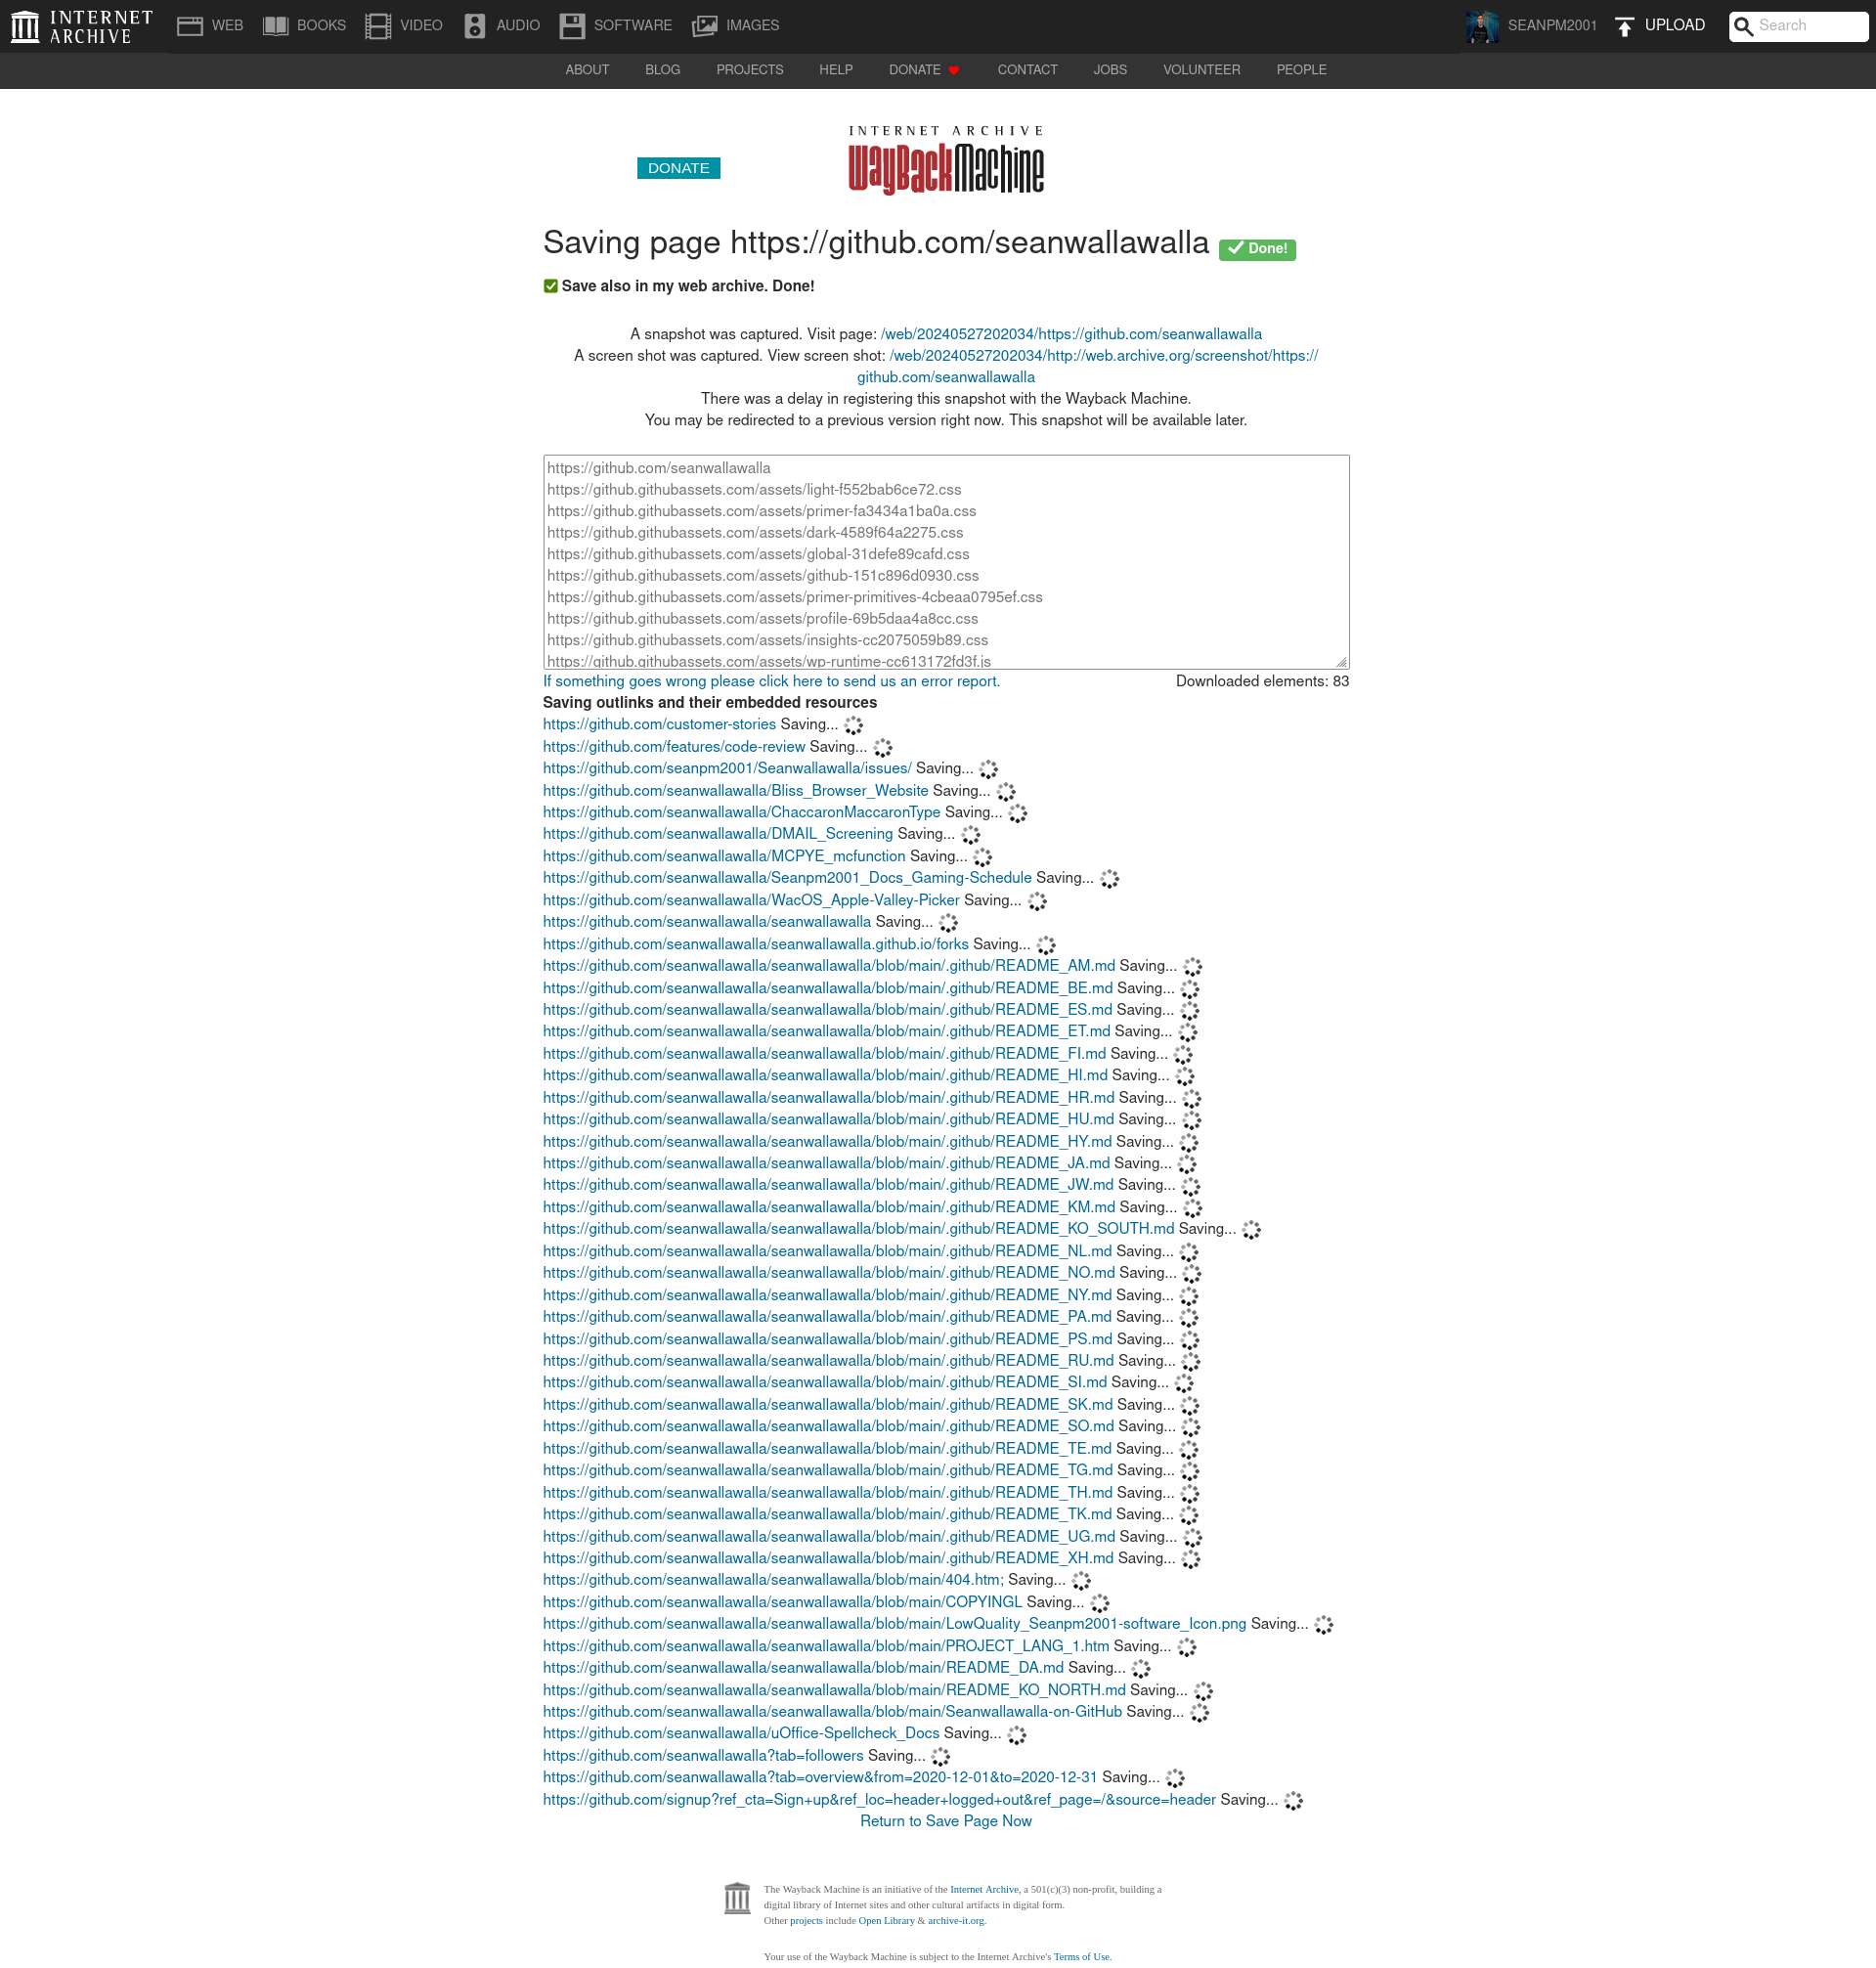 INTERNET ARCHIVE
WEB BOOKS VIDEO AUDIO SOFTWARE IMAGES SEANPM2001 UPLOAD Search
ABOUT BLOG PROJECTS HELP DONATE CONTACT JOBS VOLUNTEER PEOPLE
DONATE
INTERNET ARCHIVE
WayBackMachine
Saving page https://github.com/seanwallawalla Done!
Save also in my web archive. Done!
A snapshot was captured. Visit page: /web/20240527202034/https://github.com/seanwallawalla
A screen shot was captured. View screen shot: /web/20240527202034/http://web.archive.org/screenshot/https://
github.com/seanwallawalla
There was a delay in registering this snapshot with the Wayback Machine.
You may be redirected to a previous version right now. This snapshot will be available later.
https://github.com/seanwallawalla
https://github.githubassets.com/assets/light-f552bab6ce72.css
https://github.githubassets.com/assets/primer-fa3434a1ba0a.css
https://github.githubassets.com/assets/dark-4589f64a2275.css
https://github.githubassets.com/assets/global-31defe89cafd.css
https://github.githubassets.com/assets/github-151c896d0930.css
https://github.githubassets.com/assets/primer-primitives-4cbeaa0795ef.css
https://github.githubassets.com/assets/profile-69b5daa4a8cc.css
https://github.githubassets.com/assets/insights-cc2075059b89.css
https://github.githubassets.com/assets/wp-runtime-cc613172fd3f.js
If something goes wrong please click here to send us an error report. Downloaded elements: 83
Saving outlinks and their embedded resources
https://github.com/customer-stories Saving...
https://github.com/features/code-review Saving...
https://github.com/seanpm2001/Seanwallawalla/issues/ Saving...
https://github.com/seanwallawalla/Bliss_Browser_Website Saving...
https://github.com/seanwallawalla/ChaccaronMaccaronType Saving...
https://github.com/seanwallawalla/DMAIL_Screening Saving...
https://github.com/seanwallawalla/MCPYE_mcfunction Saving...
https://github.com/seanwallawalla/Seanpm2001_Docs_Gaming-Schedule Saving...
https://github.com/seanwallawalla/WacOS_Apple-Valley-Picker Saving...
https://github.com/seanwallawalla/seanwallawalla Saving...
https://github.com/seanwallawalla/seanwallawalla.github.io/forks Saving...
https://github.com/seanwallawalla/seanwallawalla/blob/main/.github/README_AM.md Saving...
https://github.com/seanwallawalla/seanwallawalla/blob/main/.github/README_BE.md Saving...
https://github.com/seanwallawalla/seanwallawalla/blob/main/.github/README_ES.md Saving...
https://github.com/seanwallawalla/seanwallawalla/blob/main/.github/README_ET.md Saving...
https://github.com/seanwallawalla/seanwallawalla/blob/main/.github/README_FI.md Saving...
https://github.com/seanwallawalla/seanwallawalla/blob/main/.github/README_HI.md Saving...
https://github.com/seanwallawalla/seanwallawalla/blob/main/.github/README_HR.md Saving...
https://github.com/seanwallawalla/seanwallawalla/blob/main/.github/README_HU.md Saving...
https://github.com/seanwallawalla/seanwallawalla/blob/main/.github/README_HY.md Saving...
https://github.com/seanwallawalla/seanwallawalla/blob/main/.github/README_JA.md Saving...
https://github.com/seanwallawalla/seanwallawalla/blob/main/.github/README_JW.md Saving...
https://github.com/seanwallawalla/seanwallawalla/blob/main/.github/README_KM.md Saving...
https://github.com/seanwallawalla/seanwallawalla/blob/main/.github/README_KO_SOUTH.md Saving...
https://github.com/seanwallawalla/seanwallawalla/blob/main/.github/README_NL.md Saving...
https://github.com/seanwallawalla/seanwallawalla/blob/main/.github/README_NO.md Saving...
https://github.com/seanwallawalla/seanwallawalla/blob/main/.github/README_NY.md Saving...
https://github.com/seanwallawalla/seanwallawalla/blob/main/.github/README_PA.md Saving...
https://github.com/seanwallawalla/seanwallawalla/blob/main/.github/README_PS.md Saving...
https://github.com/seanwallawalla/seanwallawalla/blob/main/.github/README_RU.md Saving...
https://github.com/seanwallawalla/seanwallawalla/blob/main/.github/README_SI.md Saving...
https://github.com/seanwallawalla/seanwallawalla/blob/main/.github/README_SK.md Saving...
https://github.com/seanwallawalla/seanwallawalla/blob/main/.github/README_SO.md Saving...
https://github.com/seanwallawalla/seanwallawalla/blob/main/.github/README_TE.md Saving...
https://github.com/seanwallawalla/seanwallawalla/blob/main/.github/README_TG.md Saving...
https://github.com/seanwallawalla/seanwallawalla/blob/main/.github/README_TH.md Saving...
https://github.com/seanwallawalla/seanwallawalla/blob/main/.github/README_TK.md Saving...
https://github.com/seanwallawalla/seanwallawalla/blob/main/.github/README_UG.md Saving...
https://github.com/seanwallawalla/seanwallawalla/blob/main/.github/README_XH.md Saving...
https://github.com/seanwallawalla/seanwallawalla/blob/main/404.htm; Saving...
https://github.com/seanwallawalla/seanwallawalla/blob/main/COPYINGL Saving...
https://github.com/seanwallawalla/seanwallawalla/blob/main/LowQuality_Seanpm2001-software_Icon.png Saving...
https://github.com/seanwallawalla/seanwallawalla/blob/main/PROJECT_LANG_1.htm Saving...
https://github.com/seanwallawalla/seanwallawalla/blob/main/README_DA.md Saving...
https://github.com/seanwallawalla/seanwallawalla/blob/main/README_KO_NORTH.md Saving...
https://github.com/seanwallawalla/seanwallawalla/blob/main/Seanwallawalla-on-GitHub Saving...
https://github.com/seanwallawalla/uOffice-Spellcheck_Docs Saving...
https://github.com/seanwallawalla?tab=followers Saving...
https://github.com/seanwallawalla?tab=overview&from=2020-12-01&to=2020-12-31 Saving...
https://github.com/signup?ref_cta=Sign+up&ref_loc=header+logged+out&ref_page=/&source=header Saving...
Return to Save Page Now
The Wayback Machine is an initiative of the Internet Archive, a 501(c)(3) non-profit, building a
digital library of Internet sites and other cultural artifacts in digital form.
Other projects include Open Library & archive-it.org.
Your use of the Wayback Machine is subject to the Internet Archive's Terms of Use.